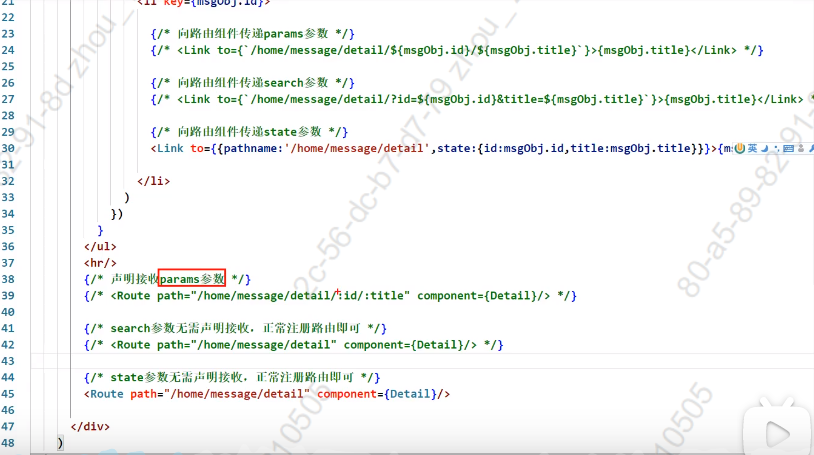 21 <li key={msgObj.id}>
22
23 {/* 向路由组件传递params参数 */}
24 {/* <Link to={`/home/message/detail/${msgObj.id}/${msgObj.title}`}>{msgObj.title}</Link> */}
25
26 {/* 向路由组件传递search参数 */}
27 {/* <Link to={`/home/message/detail/?id=${msgObj.id}&title=${msgObj.title}`}>{msgObj.title}</Link> *
28
29 {/* 向路由组件传递state参数 */}
30 <Link to={{pathname:'/home/message/detail',state:{id:msgObj.id,title:msgObj.title}}}>{ms
英
31
32 </li>
33 )
34 })
35 }
36 </ul>
37 <hr/>
38 {/* 声明接收params参数 */}
39 {/* <Route path="/home/message/detail/:id/:title" component={Detail}/> */}
40
41 {/* search参数无需声明接收，正常注册路由即可 */}
42 {/* <Route path="/home/message/detail" component={Detail}/> */}
43
44 {/* state参数无需声明接收，正常注册路由即可 */}
45 <Route path="/home/message/detail" component={Detail}/>
46
47 </div>
48 )